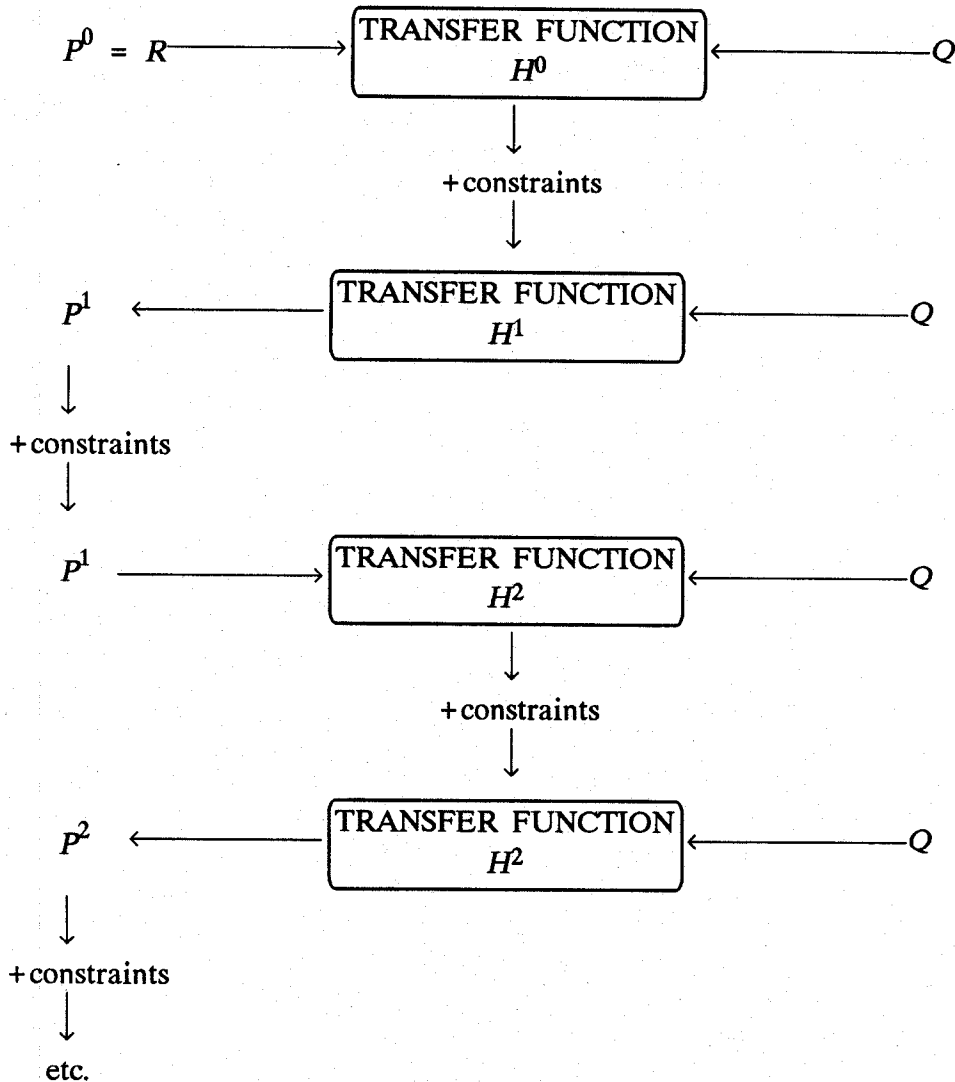 P⁰ = R TRANSFER FUNCTION Q
H⁰
+constraints
P¹ TRANSFER FUNCTION Q
H¹
+constraints
P¹ TRANSFER FUNCTION Q
H²
+constraints
P² TRANSFER FUNCTION Q
H²
+constraints
etc.